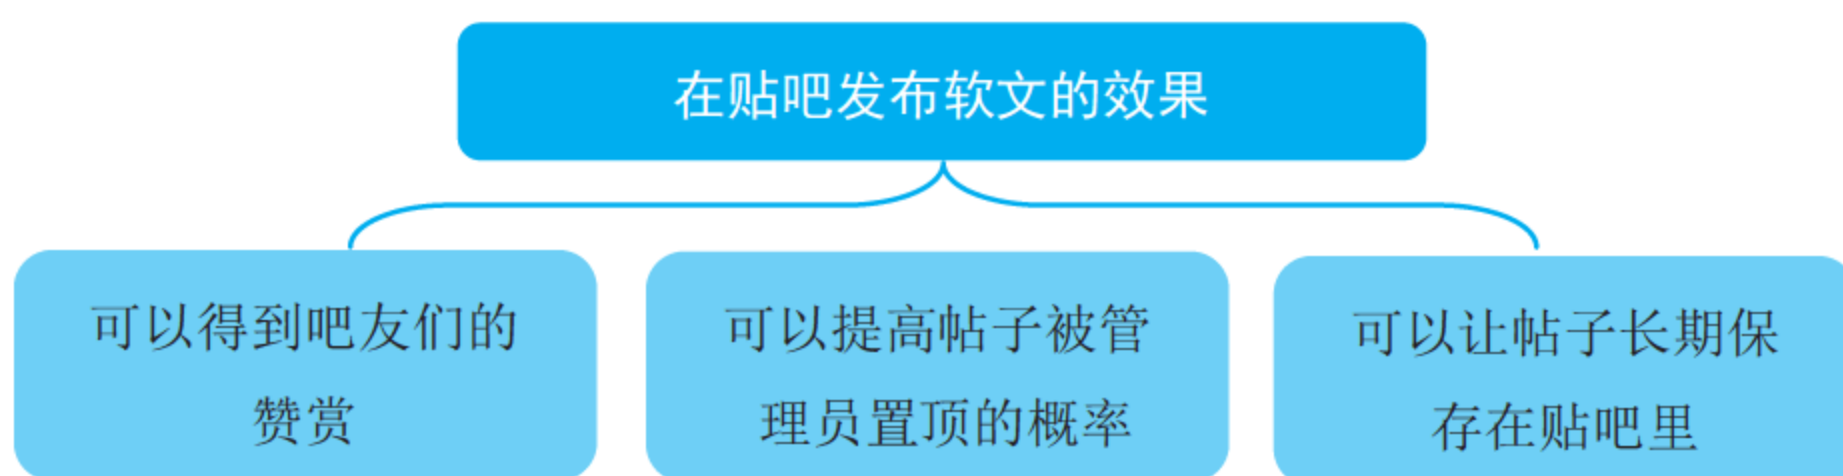 在贴吧发布软文的效果
可以得到吧友们的
赞赏
可以提高帖子被管
理员置顶的概率
可以让帖子长期保
存在贴吧里